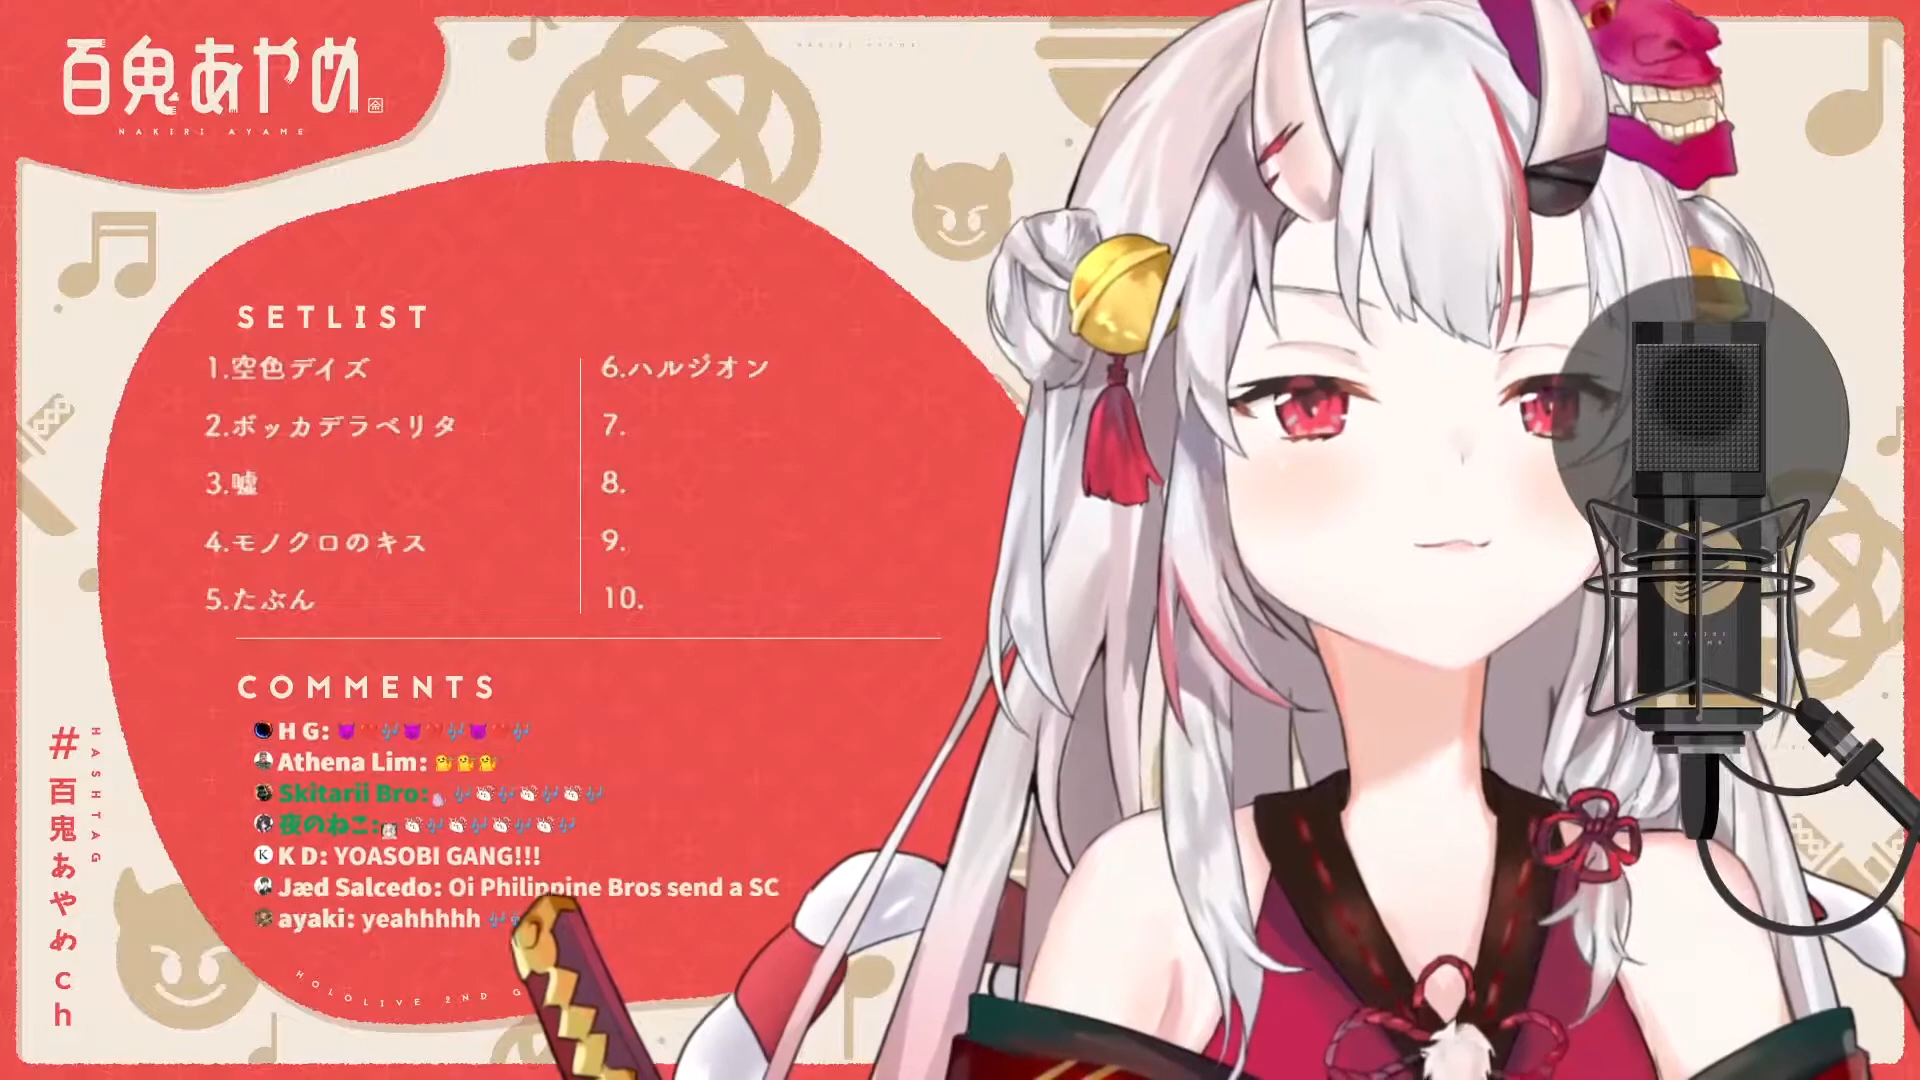 百鬼あやめ
NAKIRI AYAME
NAKIRI AYAME
SETLIST
1.空色デイズ
2.ボッカデラベリタ
3.嘘
4.モノクロのキス
5.たぶん
6.ハルジオン
7.
8.
9.
10.
COMMENTS
H G: 😈❤️🎶😈❤️🎶😈❤️🎶
Athena Lim:
Skitarii Bro:
夜のねこ:
K D: YOASOBI GANG!!!
Jæd Salcedo: Oi Philippine Bros send a SC
ayaki: yeahhhhh 🎶
HASHTAG
#百鬼あやめch
HOLOLIVE 2ND G
NAKIRI
AYAME